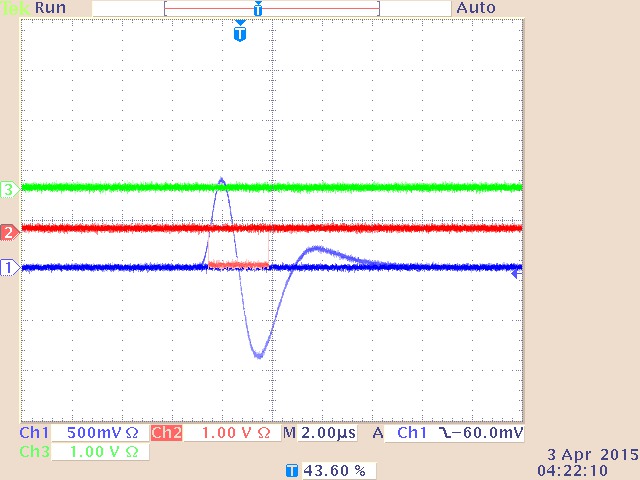 Tek Run Auto
T
T
3
2
1
Ch1 500mV Ω Ch2 1.00 V Ω M 2.00µs A Ch1 -60.0mV
Ch3 1.00 V Ω
3 Apr 2015
T 43.60 % 04:22:10